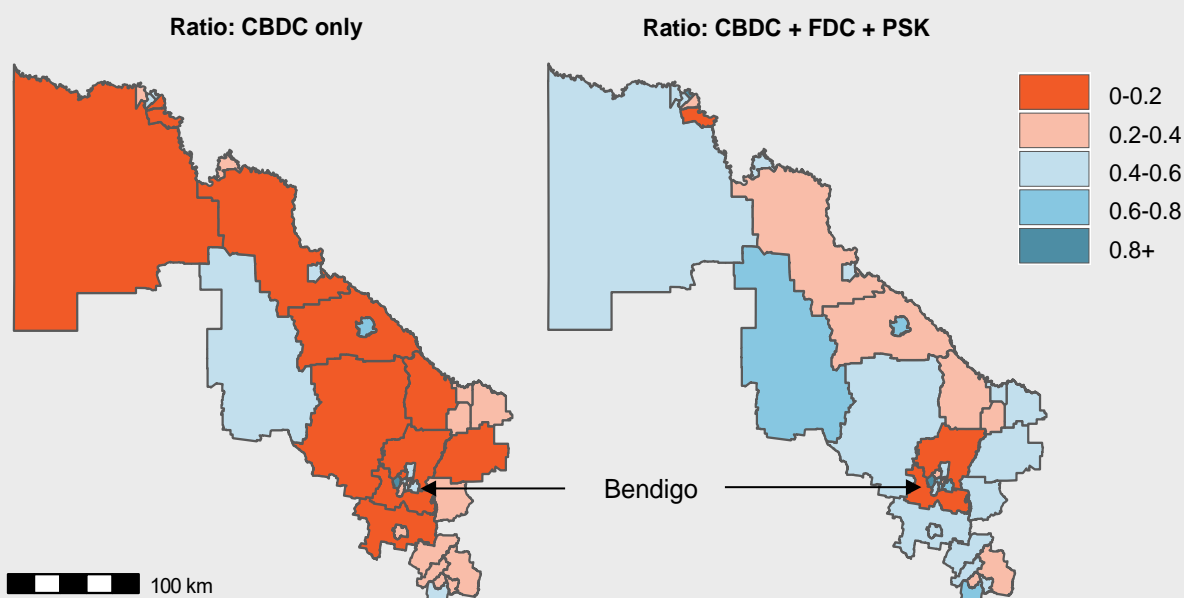 Ratio: CBDC only
Ratio: CBDC + FDC + PSK
0-0.2
0.2-0.4
0.4-0.6
0.6-0.8
0.8+
Bendigo
100 km